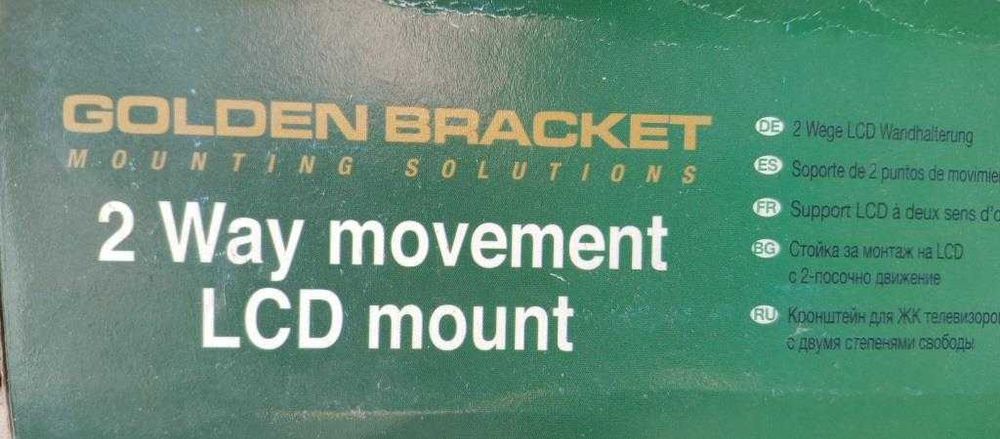 GOLDEN BRACKET
MOUNTING SOLUTIONS
2 Way movement
LCD mount
DE 2 Wege LCD Wandhalterung
ES Soporte de 2 puntos de
FR Support LCD à deux sens
BG Стойка за монтаж на LCD
с 2-посочно движение
RU Кронштейн для ЖК
с двумя степенями свободы